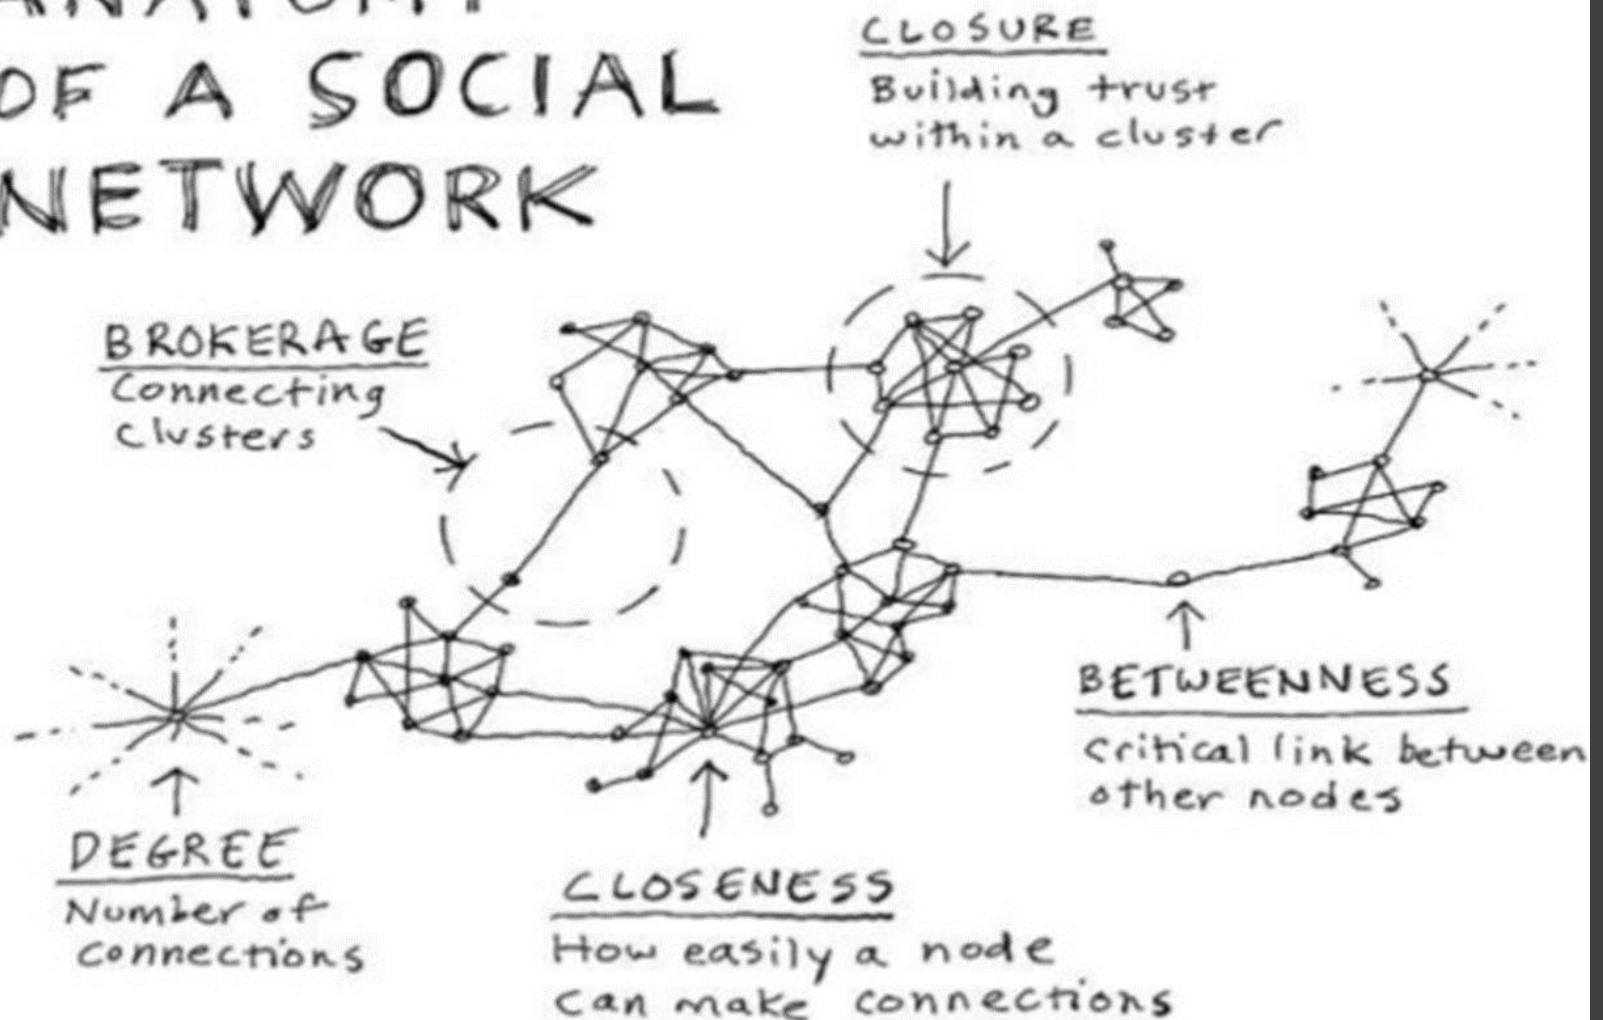 ANATOMY
OF A SOCIAL
NETWORK
CLOSURE
Building trust
within a cluster
BROKERAGE
Connecting
clusters
BETWEENNESS
Critical link between
other nodes
DEGREE
Number of
connections
CLOSENESS
How easily a node
can make connections